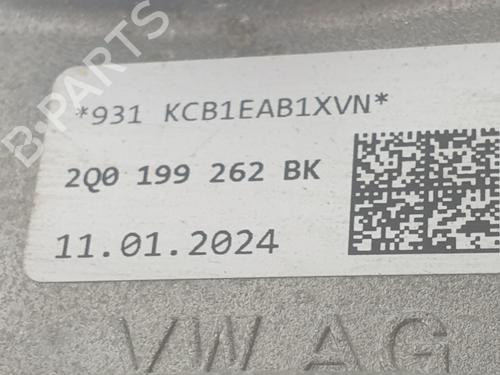 B-PARTS
*931 KCB1EAB1XVN*
2Q0 199 262 BK
11.01.2024
VW AG